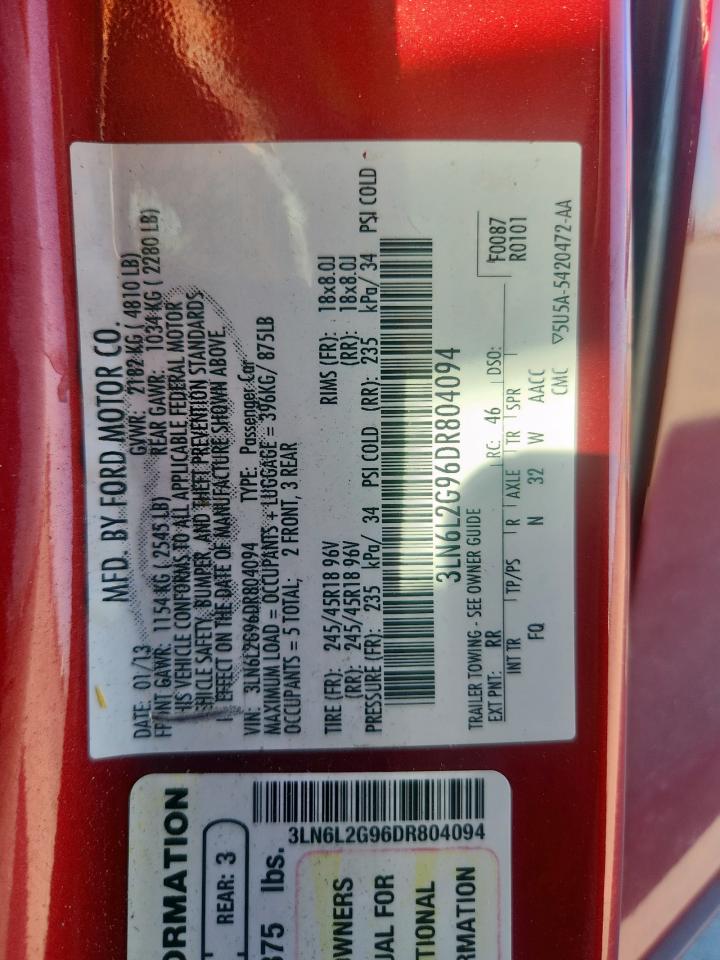 MFD. BY FORD MOTOR CO.
DATE: 01/13 GVWR: 2182 KG ( 4810 LB)
FRONT GAWR: 1154 KG ( 2545 LB) REAR GAWR: 1034 KG ( 2280 LB)
THIS VEHICLE CONFORMS TO ALL APPLICABLE FEDERAL MOTOR
VEHICLE SAFETY, BUMPER, AND THEFT PREVENTION STANDARDS
IN EFFECT ON THE DATE OF MANUFACTURE SHOWN ABOVE
VIN: 3LN6L2G96DR804094 TYPE: Passenger Car
MAXIMUM LOAD = OCCUPANTS + LUGGAGE = 396KG/ 875LB
OCCUPANTS = 5 TOTAL; 2 FRONT, 3 REAR
TIRE (FR): 245/45R18 96V RIMS (FR): 18x8.0J
(RR): 245/45R18 96V (RR): 18x8.0J
PRESSURE (FR): 235 kPa/ 34 PSI COLD (RR): 235 kPa/ 34 PSI COLD
3LN6L2G96DR804094
TRAILER TOWING - SEE OWNER GUIDE
EXT PNT: RR RC: 46 DSO: F0087
R0101
INT TR TP/PS R AXLE TR SPR
FQ N 32 W AACC
CMC ▽5U5A-5420472-AA
ORMATION
REAR: 3
375 lbs.
3LN6L2G96DR804094
OWNERS
UAL FOR
TIONAL
RMATION